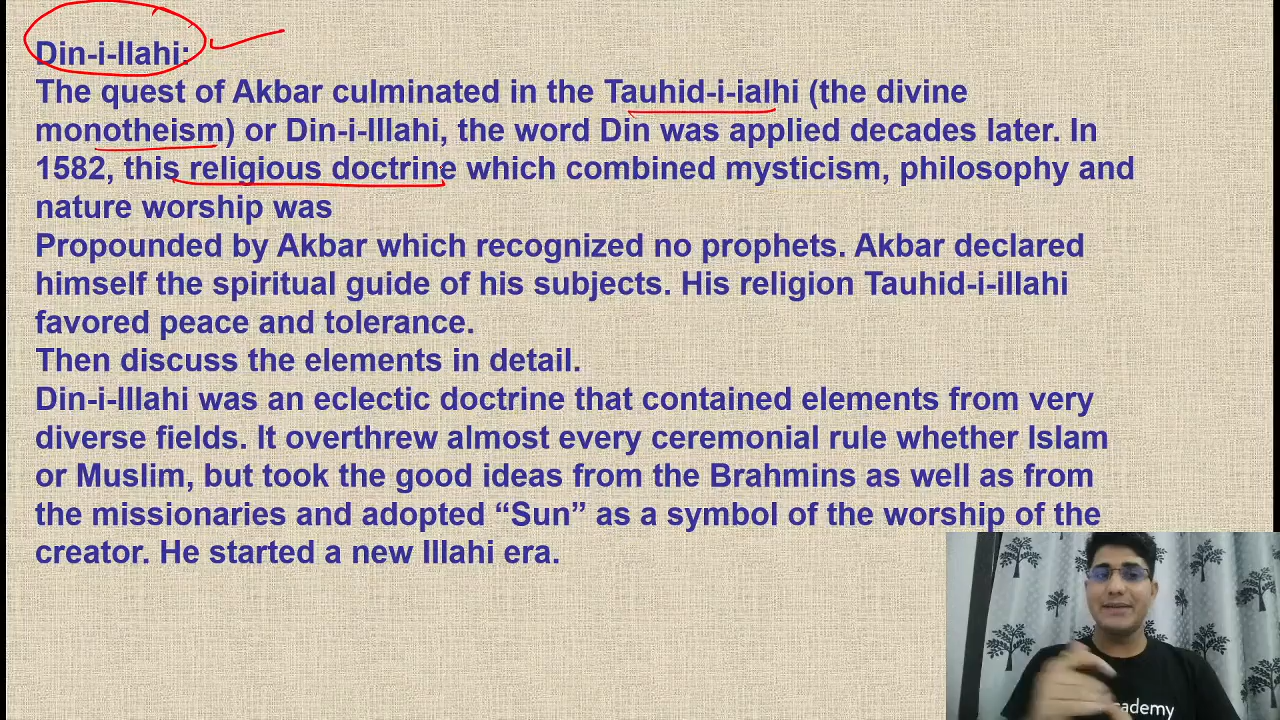 Din-i-llahi:
The quest of Akbar culminated in the Tauhid-i-ialhi (the divine
monotheism) or Din-i-Illahi, the word Din was applied decades later. In
1582, this religious doctrine which combined mysticism, philosophy and
nature worship was
Propounded by Akbar which recognized no prophets. Akbar declared
himself the spiritual guide of his subjects. His religion Tauhid-i-illahi
favored peace and tolerance.
Then discuss the elements in detail.
Din-i-Illahi was an eclectic doctrine that contained elements from very
diverse fields. It overthrew almost every ceremonial rule whether Islam
or Muslim, but took the good ideas from the Brahmins as well as from
the missionaries and adopted “Sun” as a symbol of the worship of the
creator. He started a new Illahi era.